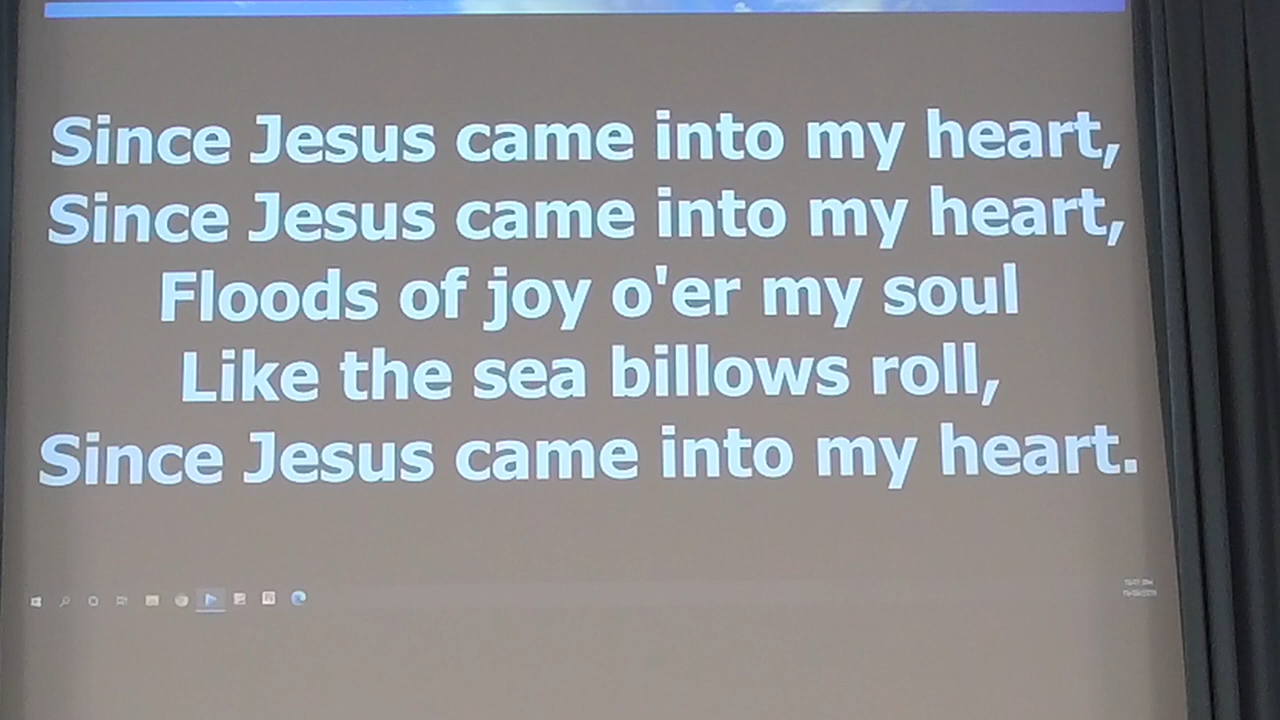 Since Jesus came into my heart,
Since Jesus came into my heart,
Floods of joy o'er my soul
Like the sea billows roll,
Since Jesus came into my heart.